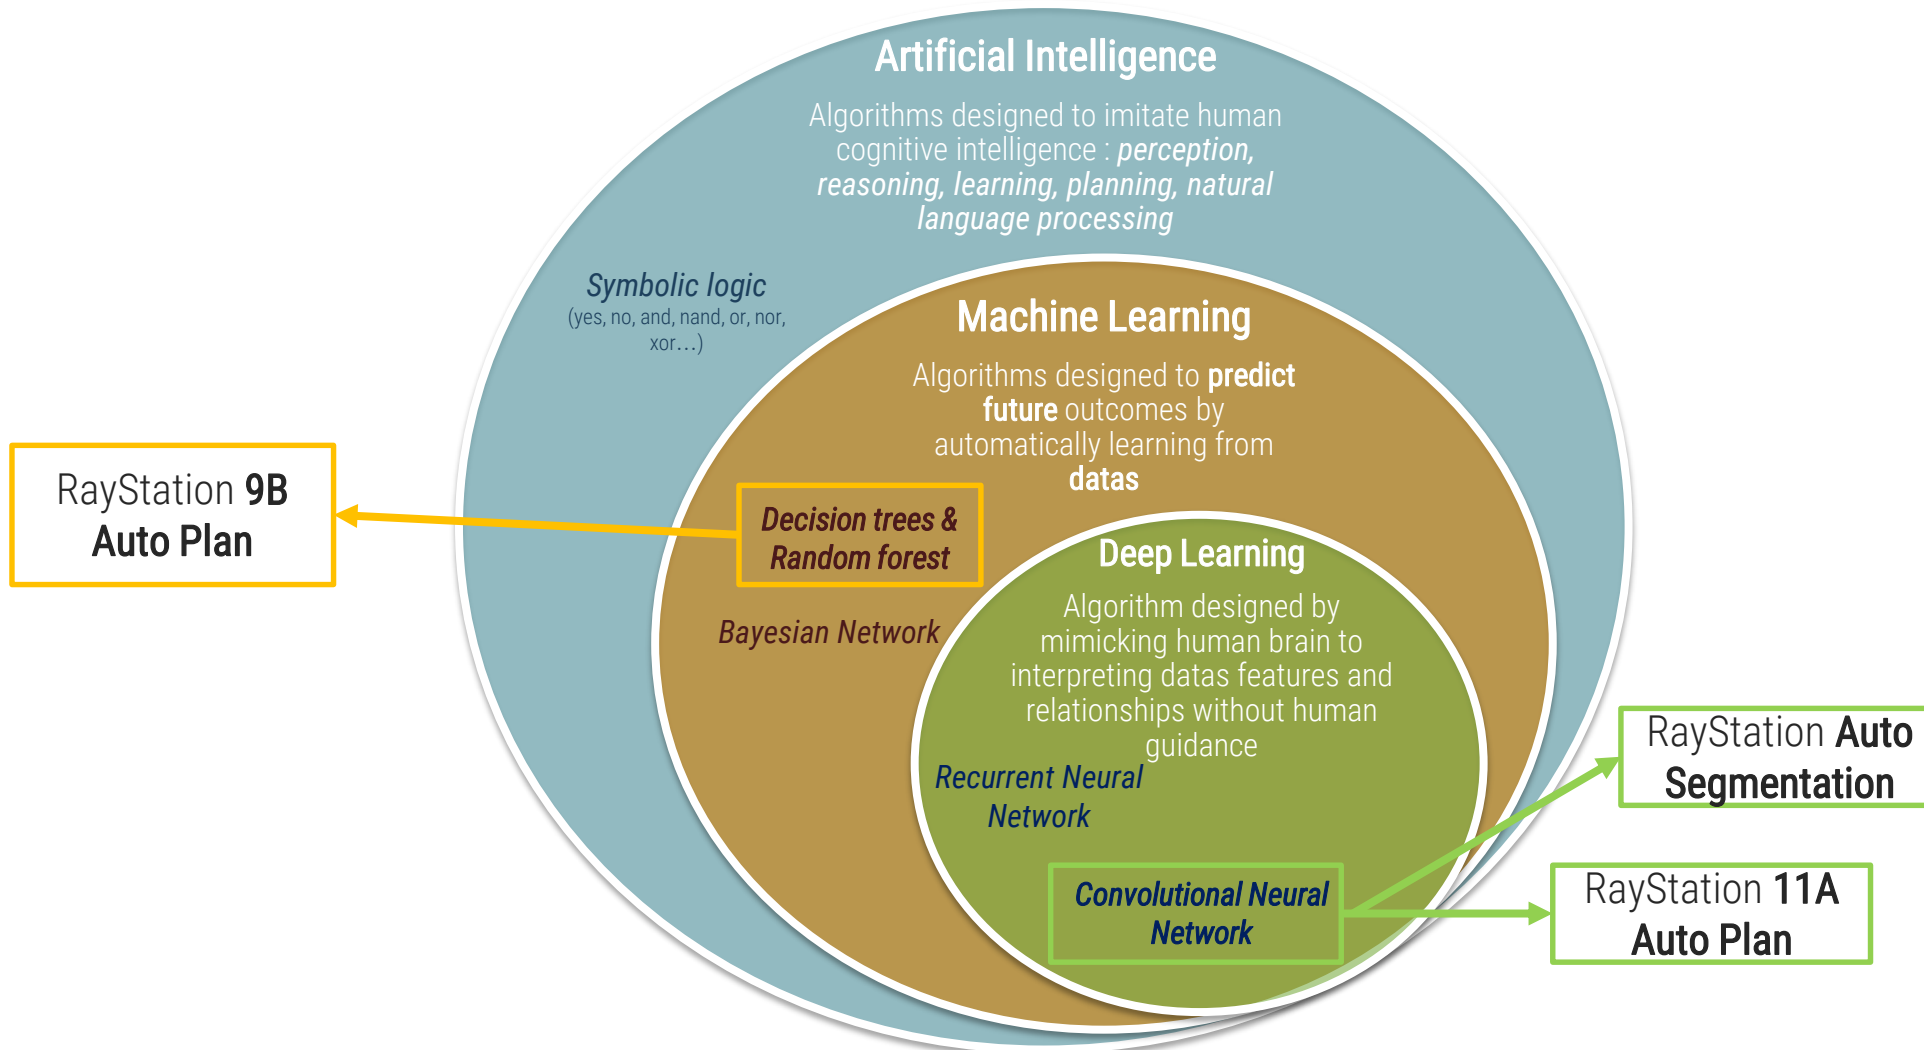 Artificial Intelligence
Algorithms designed to imitate human
cognitive intelligence : perception,
reasoning, learning, planning, natural
language processing
Symbolic logic
(yes, no, and, nand, or, nor,
xor…)
Machine Learning
Algorithms designed to predict
future outcomes by
automatically learning from
datas
RayStation 9B
Auto Plan
Decision trees &
Random forest
Bayesian Network
Deep Learning
Algorithm designed by
mimicking human brain to
interpreting datas features and
relationships without human
guidance
Recurrent Neural
Network
Convolutional Neural
Network
RayStation Auto
Segmentation
RayStation 11A
Auto Plan